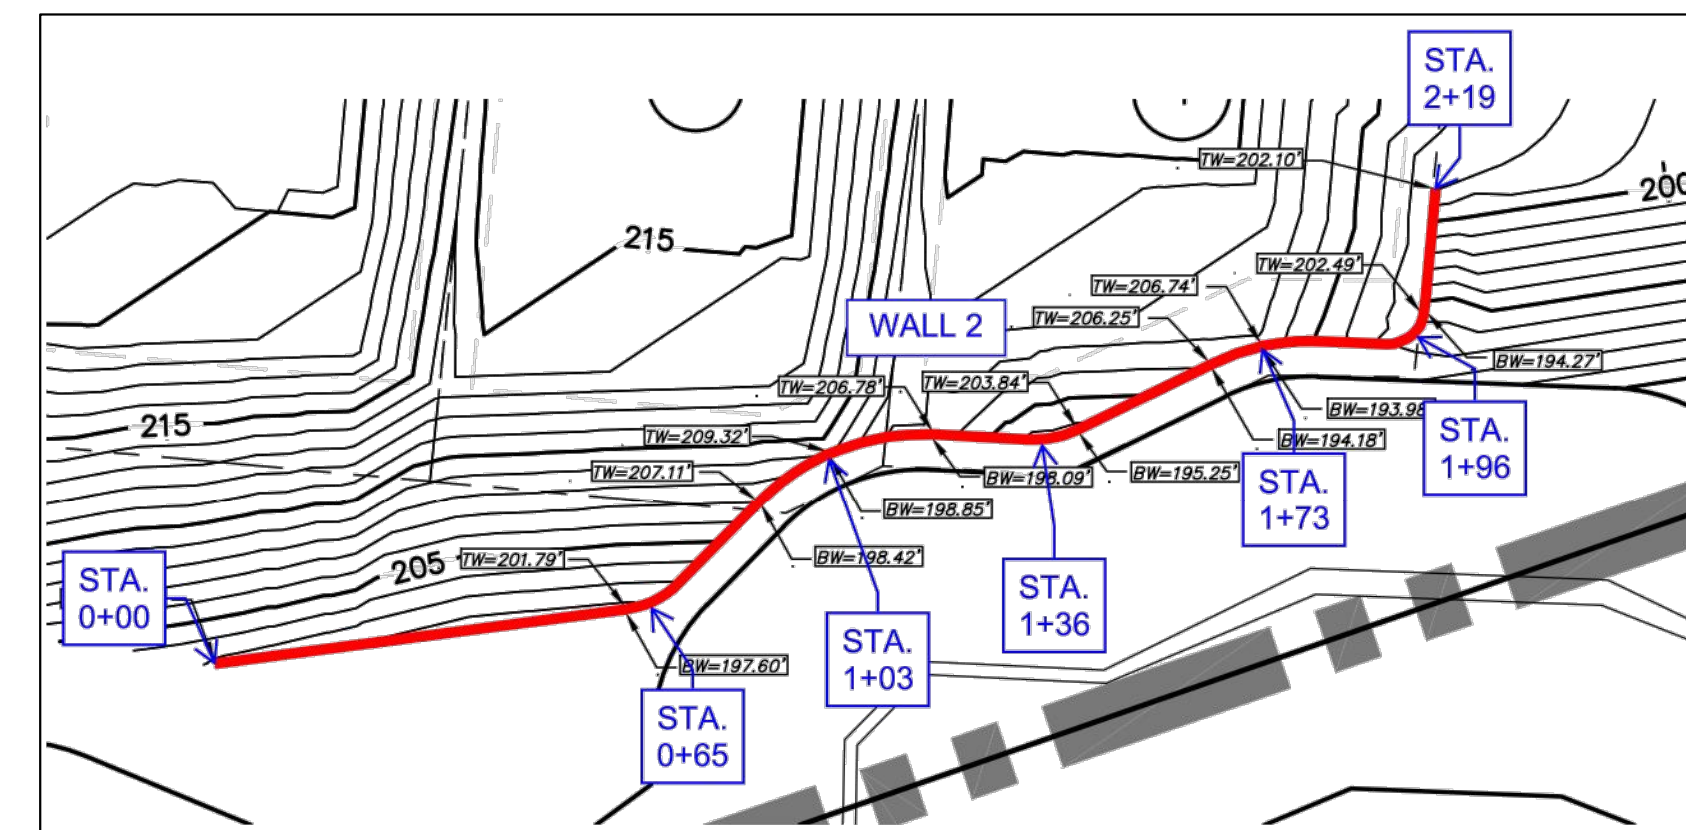 STA.
2+19
TW=202.10'
200
215
TW=202.49'
TW=206.74'
TW=206.25'
WALL 2
BW=194.27'
TW=206.78'
TW=203.84'
BW=193.98
215
TW=209.32'
BW=194.18'
STA.
1+96
TW=207.11'
BW=198.09'
BW=195.25'
STA.
1+73
BW=198.85'
205
TW=201.79'
BW=198.42'
STA.
0+00
STA.
1+36
STA.
1+03
BW=197.60'
STA.
0+65